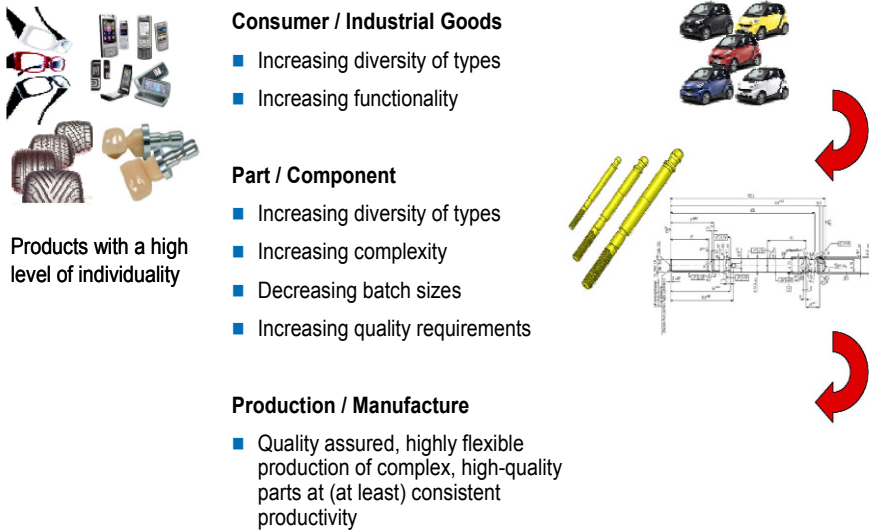 Consumer / Industrial Goods
Increasing diversity of types
Increasing functionality
Part / Component
Increasing diversity of types
Increasing complexity
Decreasing batch sizes
Increasing quality requirements
Products with a high
level of individuality
Production / Manufacture
Quality assured, highly flexible
production of complex, high-quality
parts at (at least) consistent
productivity